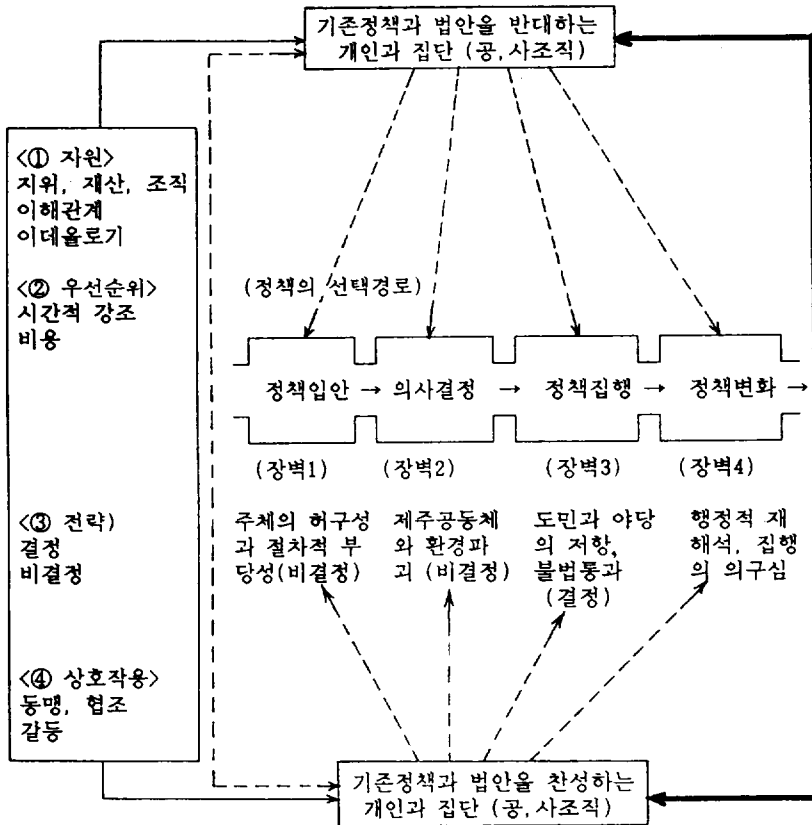 기존정책과 법안을 반대하는
개인과 집단 (공,사조직)
<① 자원>
지위, 재산, 조직
이해관계
이데올로기
<② 우선순위>
시간적 강조
비용
<③ 전략)
결정
비결정
<④ 상호작용>
동맹, 협조
갈등
(정책의 선택경로)
정책입안 → 의사결정 → 정책집행 → 정책변화 →
(장벽1) (장벽2) (장벽3) (장벽4)
주체의 허구성
과 절차적 부
당성(비결정)
제주공동체
와 환경파
괴 (비결정)
도민과 야당
의 저항,
불법통과
(결정)
행정적 재
해석, 집행
의 의구심
기존정책과 법안을 찬성하는
개인과 집단 (공,사조직)